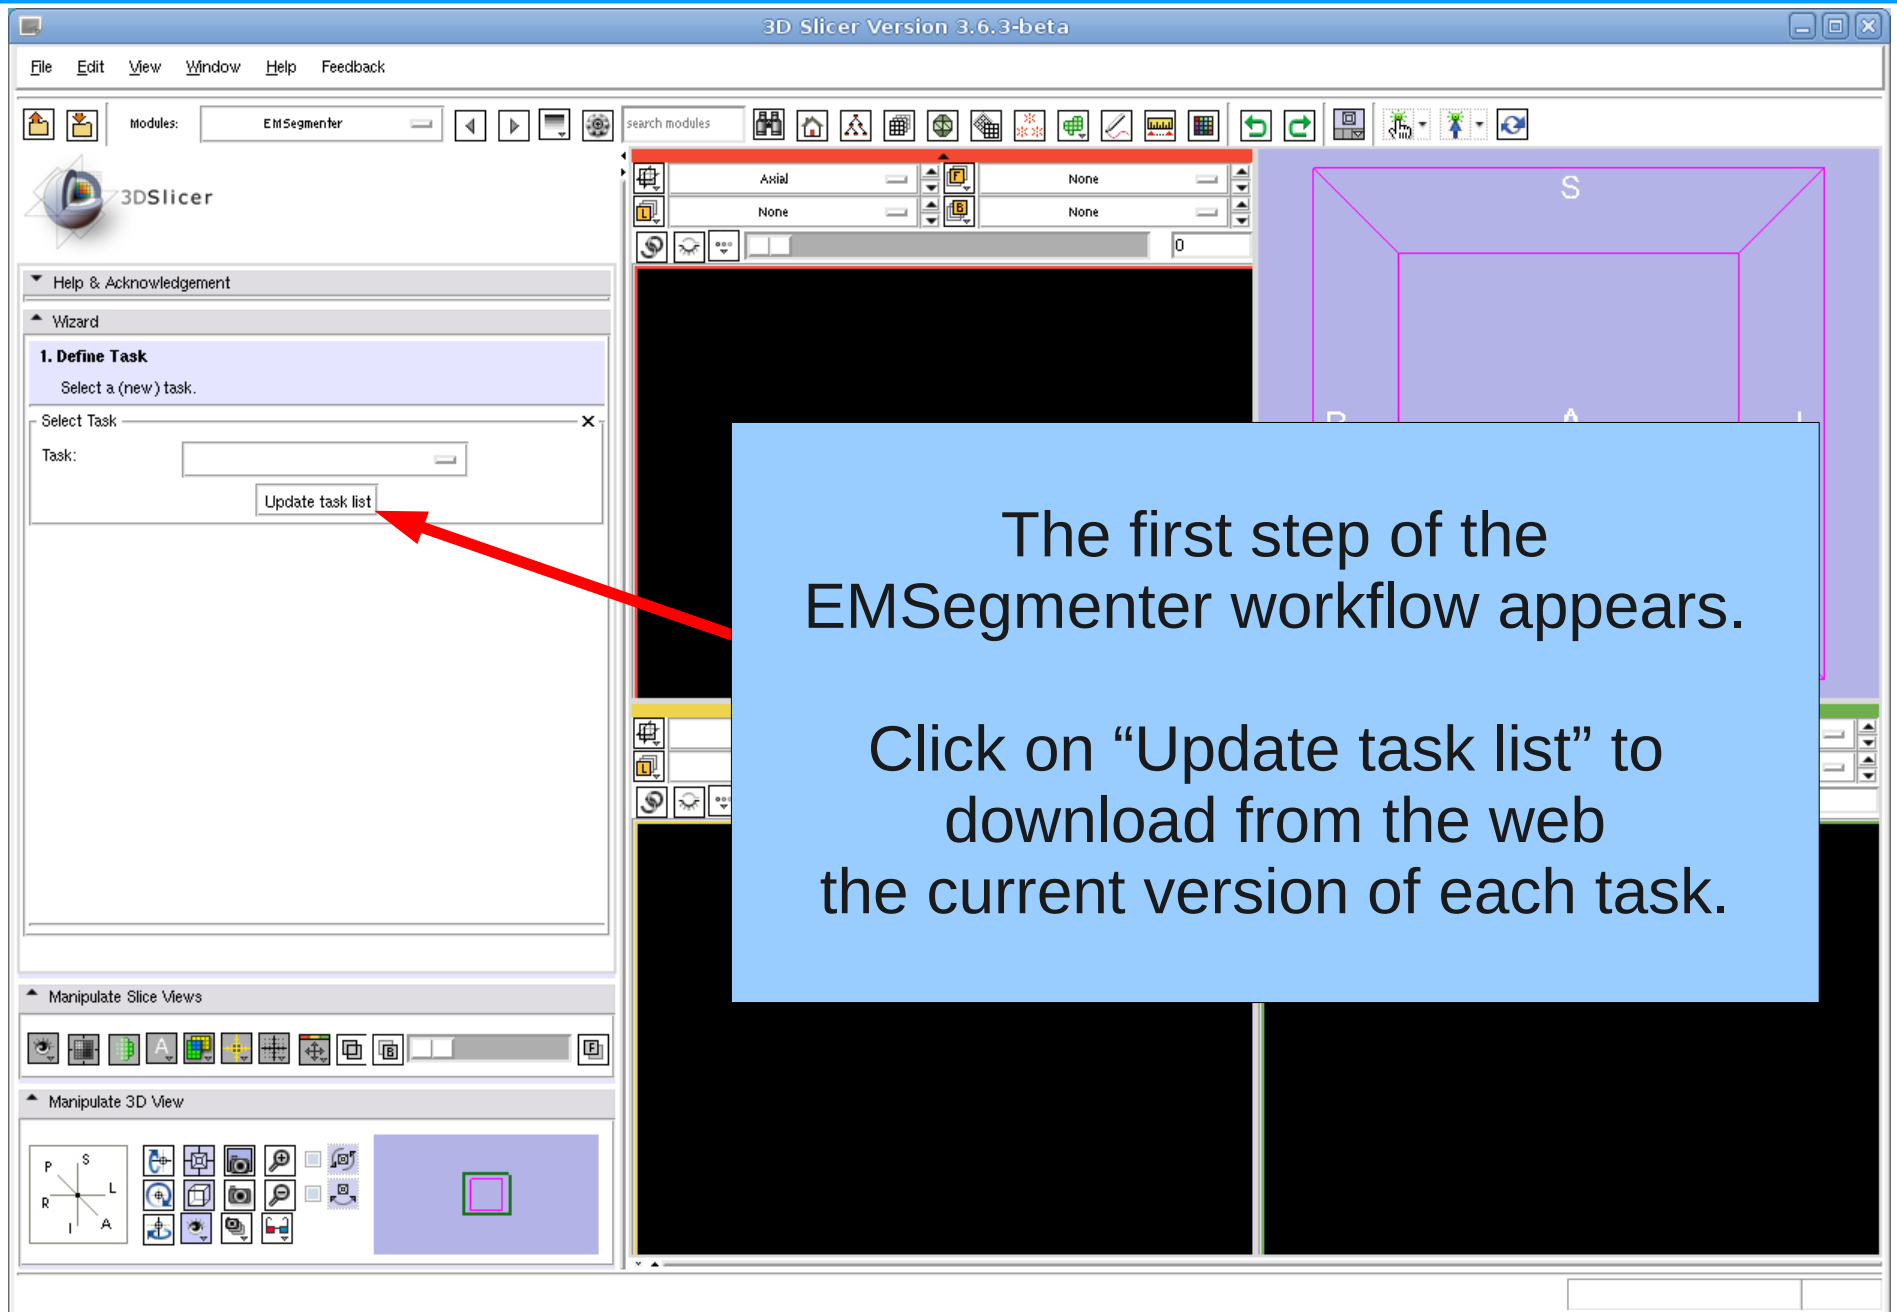 3D Slicer Version 3.6.3-beta
File Edit View Window Help Feedback
Modules: EMSegmenter search modules
3DSlicer
Help & Acknowledgement
Wizard
1. Define Task
Select a (new) task.
Select Task
Task:
Update task list
Axial None
None None
0
S
R A L
The first step of the
EMSegmenter workflow appears.
Click on “Update task list” to
download from the web
the current version of each task.
Manipulate Slice Views
Manipulate 3D View
P S
R L
I A